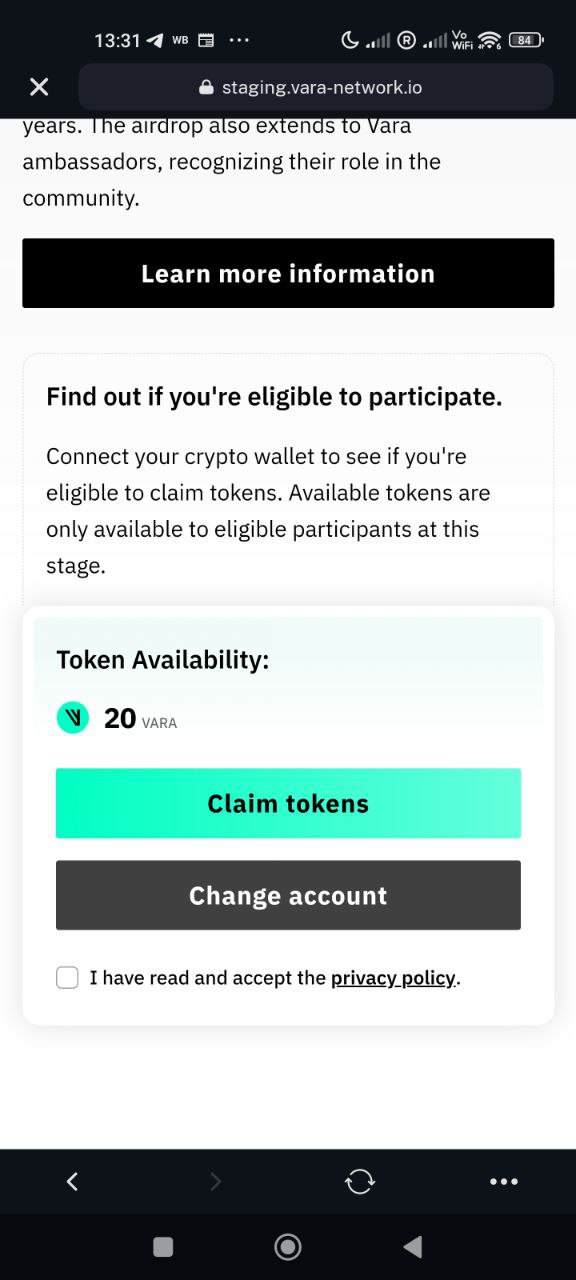 13:31 WB ... R Vo WiFi 6 84
staging.vara-network.io
years. The airdrop also extends to Vara
ambassadors, recognizing their role in the
community.
Learn more information
Find out if you're eligible to participate.
Connect your crypto wallet to see if you're
eligible to claim tokens. Available tokens are
only available to eligible participants at this
stage.
Token Availability:
20 VARA
Claim tokens
Change account
I have read and accept the privacy policy.